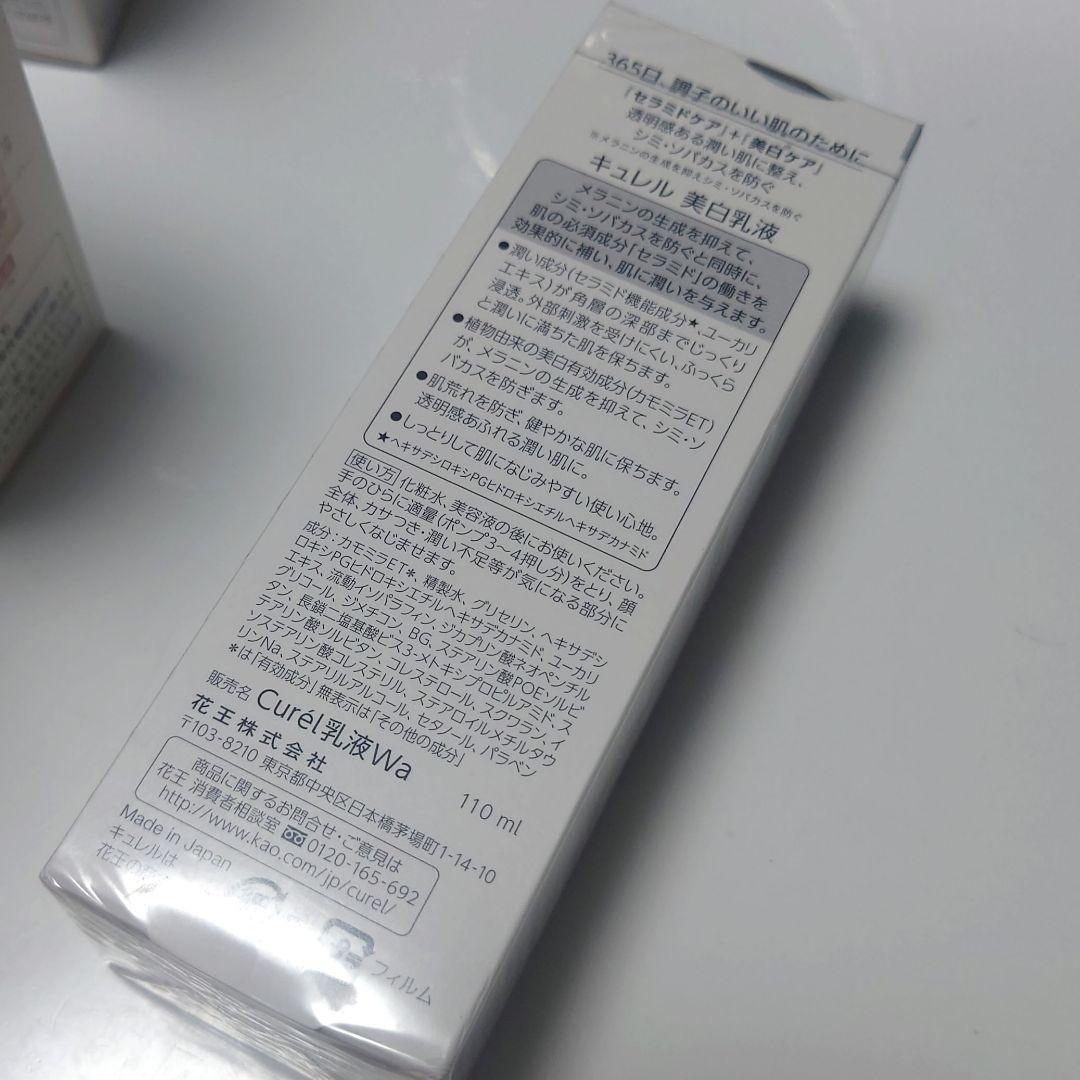 365日、調子のいい肌のために
「セラミドケア」+「美白ケア」
透明感ある潤い肌に整え、
シミ・ソバカスを防ぐ
※メラニンの生成を抑えシミ・ソバカスを防ぐ
キュレル 美白乳液
メラニンの生成を抑えて、
シミ・ソバカスを防ぐと同時に、
肌の必須成分「セラミド」の働きを
効果的に補い、肌に潤いを与えます。
●潤い成分(セラミド機能成分★、ユーカリ
エキス)が角層の深部までじっくり
浸透。外部刺激を受けにくい、ふっくら
と潤いに満ちた肌を保ちます。
●植物由来の美白有効成分(カモミラET)
が、メラニンの生成を抑えて、シミ・ソ
バカスを防ぎます。
●肌荒れを防ぎ、健やかな肌に保ちます。
透明感あふれる潤い肌に。
●しっとりして肌になじみやすい使い心地。
★ヘキサデシロキシPGヒドロキシエチルヘキサデカナミド
使い方 化粧水、美容液の後にお使いください。
手のひらに適量(ポンプ3〜4押し分)をとり、顔
全体、カサつき・潤い不足等が気になる部分に
やさしくなじませます。
成分：カモミラET*、精製水、グリセリン、ヘキサデシ
ロキシPGヒドロキシエチルヘキサデカナミド、ユーカリ
エキス、流動イソパラフィン、ジカプリン酸ネオペンチル
グリコール、ジメチコン、BG、ステアリン酸POEソルビ
タン、長鎖二塩基酸ビス3-メトキシプロピルアミド、ス
テアリン酸ソルビタン、コレステロール、スクワラン、イ
ソステアリン酸コレステリル、ステアロイルメチルタウ
リンNa、ステアリルアルコール、セタノール、パラベン
*は「有効成分」無表示は「その他の成分」
販売名 Curél乳液Wa
110 ml
花王株式会社
〒103-8210 東京都中央区日本橋茅場町1-14-10
商品に関するお問合せ・ご意見は
花王 消費者相談室 0120-165-692
http://www.kao.com/jp/curel/
Made in Japan
キュレルは
花王の
フィルム